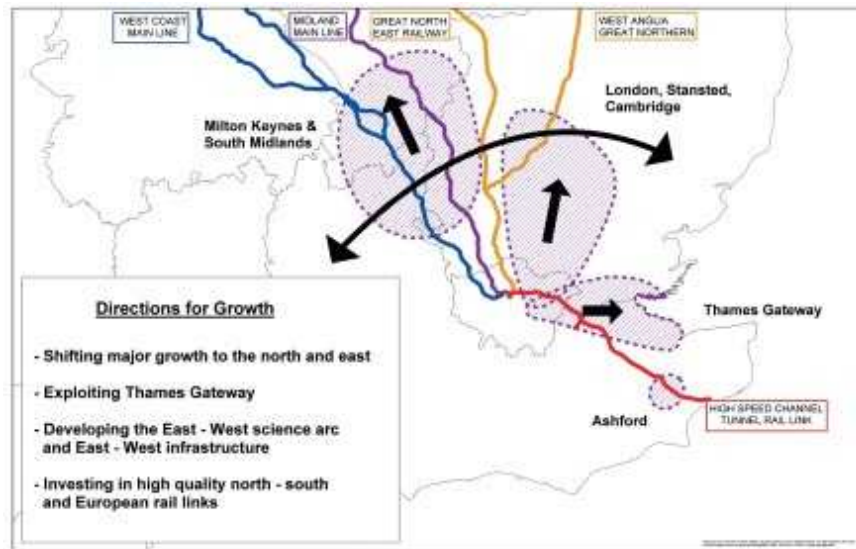 WEST COAST
MAIN LINE
MIDLAND
MAIN LINE
GREAT NORTH
EAST RAILWAY
WEST ANGLIA
GREAT NORTHERN
London, Stansted,
Cambridge
Milton Keynes &
South Midlands
Directions for Growth
- Shifting major growth to the north and east
- Exploiting Thames Gateway
- Developing the East - West science arc
and East - West infrastructure
- Investing in high quality north - south
and European rail links
Thames Gateway
Ashford
HIGH SPEED CHANNEL
TUNNEL RAIL LINK